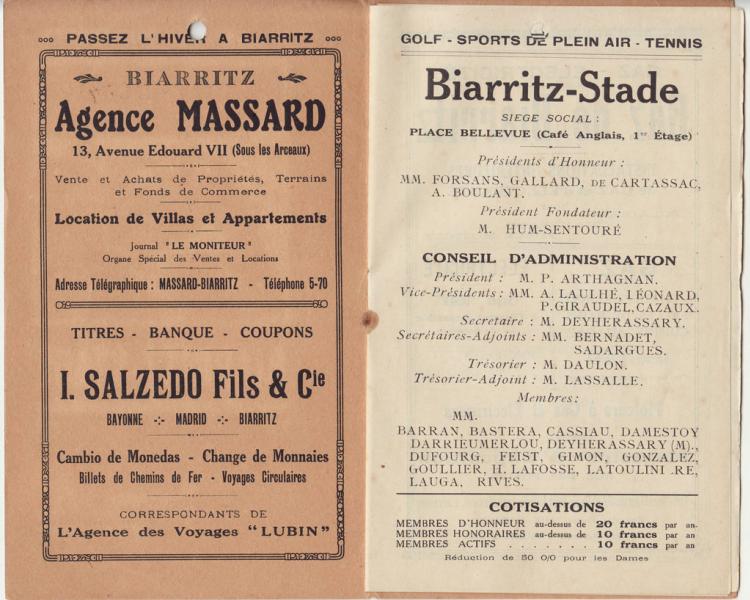 PASSEZ L'HIVER A BIARRITZ
BIARRITZ
Agence MASSARD
13, Avenue Edouard VII (Sous les Arceaux)
Vente et Achats de Propriétés, Terrains
et Fonds de Commerce
Location de Villas et Appartements
Journal "LE MONITEUR"
Organe Spécial des Ventes et Locations
Adresse Télégraphique : MASSARD-BIARRITZ - Téléphone 5-70
TITRES - BANQUE - COUPONS
I. SALZEDO Fils & Cie
BAYONNE -:- MADRID -:- BIARRITZ
Cambio de Monedas - Change de Monnaies
Billets de Chemins de Fer - Voyages Circulaires
CORRESPONDANTS DE
L'Agence des Voyages "LUBIN"
GOLF - SPORTS DE PLEIN AIR - TENNIS
Biarritz-Stade
SIEGE SOCIAL :
PLACE BELLEVUE (Café Anglais, 1er Étage)
Présidents d'Honneur :
MM. FORSANS, GALLARD, DE CARTASSAC,
A. BOULANT.
Président Fondateur :
M. HUM-SENTOURÉ
CONSEIL D'ADMINISTRATION
Président : M. P. ARTHAGNAN.
Vice-Présidents : MM. A. LAULHÉ, LÉONARD,
P. GIRAUDEL, CAZAUX.
Secretaire : M. DEYHERASSARY.
Secrétaires-Adjoints : MM. BERNADET,
SADARGUES.
Trésorier : M. DAULON.
Trésorier-Adjoint : M. LASSALLE.
Membres :
MM.
BARRAN, BASTERA, CASSIAU, DAMESTOY
DARRIEUMERLOU, DEYHERASSARY (M).,
DUFOURG, FEIST, GIMON, GONZALEZ,
GOULLIER, H. LAFOSSE,
LAUGA, RIVES.
COTISATIONS
MEMBRES D'HONNEUR au-dessus de 20 francs par an.
MEMBRES HONORAIRES au-dessus de 10 francs par an
MEMBRES ACTIFS . . . . . . . 10 francs par an
Réduction de 50 0/0 pour les Dames